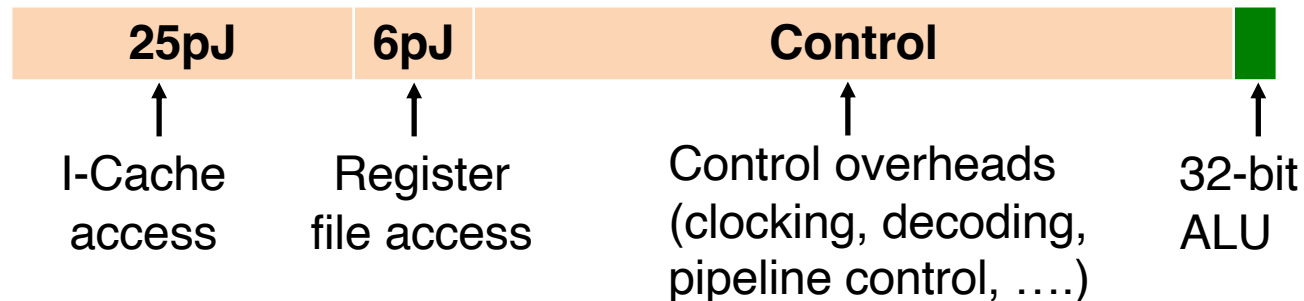 25pJ 6pJ Control
I-Cache
access
Register
file access
Control overheads
(clocking, decoding,
pipeline control, ….)
32-bit
ALU